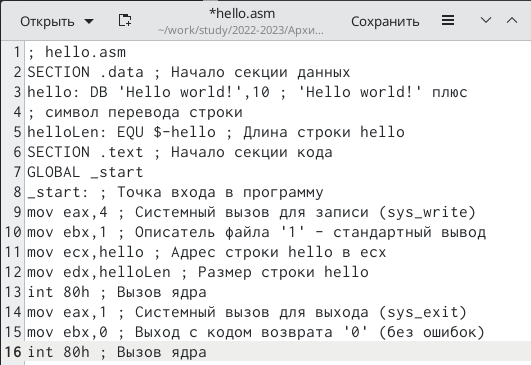 Открыть
*hello.asm
~/work/study/2022-2023/Архи...
Сохранить
1 ; hello.asm
2 SECTION .data ; Начало секции данных
3 hello: DB 'Hello world!',10 ; 'Hello world!' плюс
4 ; символ перевода строки
5 helloLen: EQU $-hello ; Длина строки hello
6 SECTION .text ; Начало секции кода
7 GLOBAL _start
8 _start: ; Точка входа в программу
9 mov eax,4 ; Системный вызов для записи (sys_write)
10 mov ebx,1 ; Описатель файла '1' - стандартный вывод
11 mov ecx,hello ; Адрес строки hello в ecx
12 mov edx,helloLen ; Размер строки hello
13 int 80h ; Вызов ядра
14 mov eax,1 ; Системный вызов для выхода (sys_exit)
15 mov ebx,0 ; Выход с кодом возврата '0' (без ошибок)
16 int 80h ; Вызов ядра